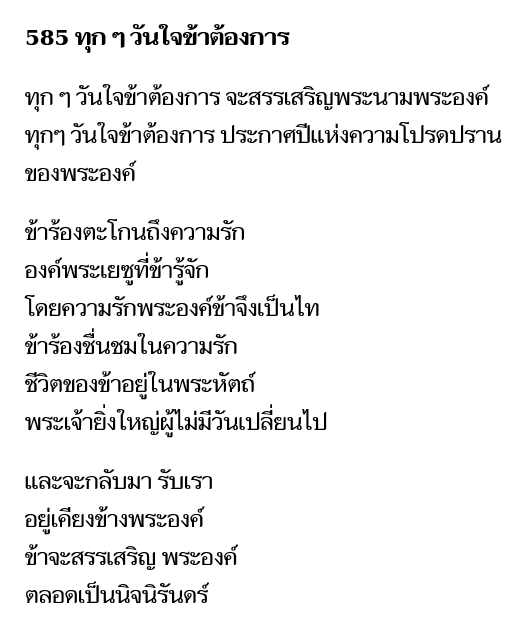 585 ทุก ๆ วันใจข้าต้องการ
ทุก ๆ วันใจข้าต้องการ จะสรรเสริญพระนามพระองค์
ทุกๆ วันใจข้าต้องการ ประกาศปีแห่งความโปรดปราน
ของพระองค์
ข้าร้องตะโกนถึงความรัก
องค์พระเยซูที่ข้ารู้จัก
โดยความรักพระองค์ข้าจึงเป็นไท
ข้าร้องชื่นชมในความรัก
ชีวิตของข้าอยู่ในพระหัตถ์
พระเจ้ายิ่งใหญ่ผู้ไม่มีวันเปลี่ยนไป
และจะกลับมา รับเรา
อยู่เคียงข้างพระองค์
ข้าจะสรรเสริญ พระองค์
ตลอดเป็นนิจนิรันดร์